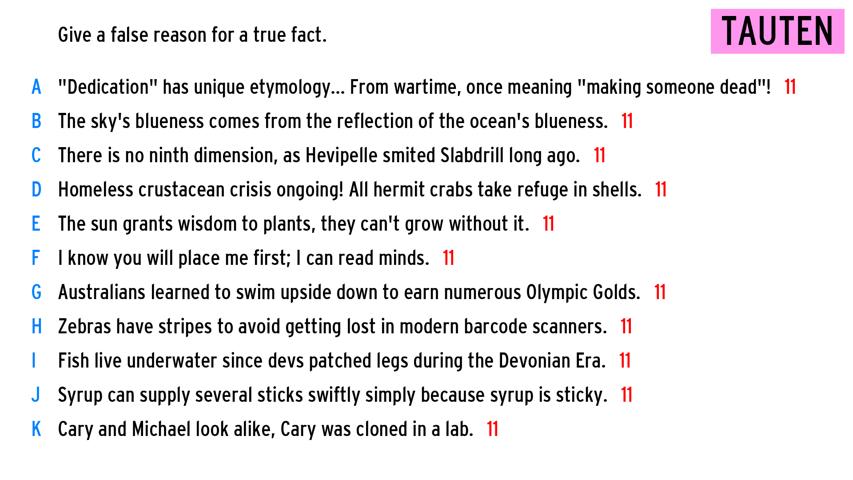 Give a false reason for a true fact.
TAUTEN
A "Dedication" has unique etymology... From wartime, once meaning "making someone dead"! 11
B The sky's blueness comes from the reflection of the ocean's blueness. 11
C There is no ninth dimension, as Hevipelle smited Slabdrill long ago. 11
D Homeless crustacean crisis ongoing! All hermit crabs take refuge in shells. 11
E The sun grants wisdom to plants, they can't grow without it. 11
F I know you will place me first; I can read minds. 11
G Australians learned to swim upside down to earn numerous Olympic Golds. 11
H Zebras have stripes to avoid getting lost in modern barcode scanners. 11
I Fish live underwater since devs patched legs during the Devonian Era. 11
J Syrup can supply several sticks swiftly simply because syrup is sticky. 11
K Cary and Michael look alike, Cary was cloned in a lab. 11